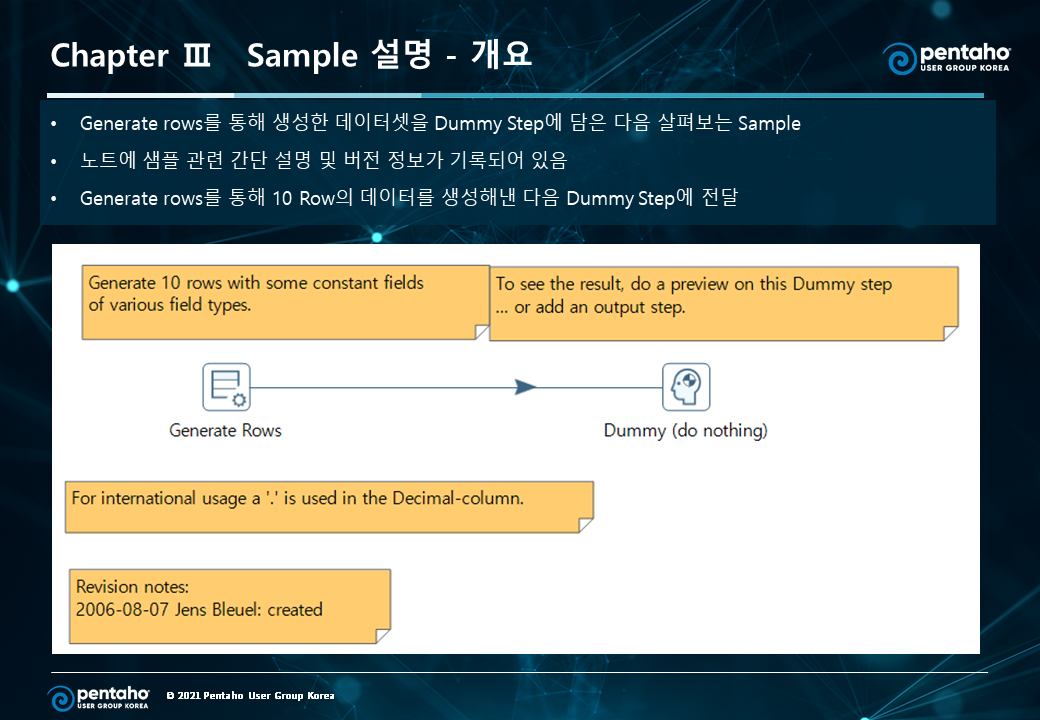 Chapter Ⅲ Sample 설명 - 개요
pentaho
USER GROUP KOREA
• Generate rows를 통해 생성한 데이터셋을 Dummy Step에 담은 다음 살펴보는 Sample
• 노트에 샘플 관련 간단 설명 및 버전 정보가 기록되어 있음
• Generate rows를 통해 10 Row의 데이터를 생성해낸 다음 Dummy Step에 전달
Generate 10 rows with some constant fields
of various field types.
To see the result, do a preview on this Dummy step
... or add an output step.
Generate Rows
Dummy (do nothing)
For international usage a '.' is used in the Decimal-column.
Revision notes:
2006-08-07 Jens Bleuel: created
pentaho
USER GROUP KOREA
© 2021 Pentaho User Group Korea